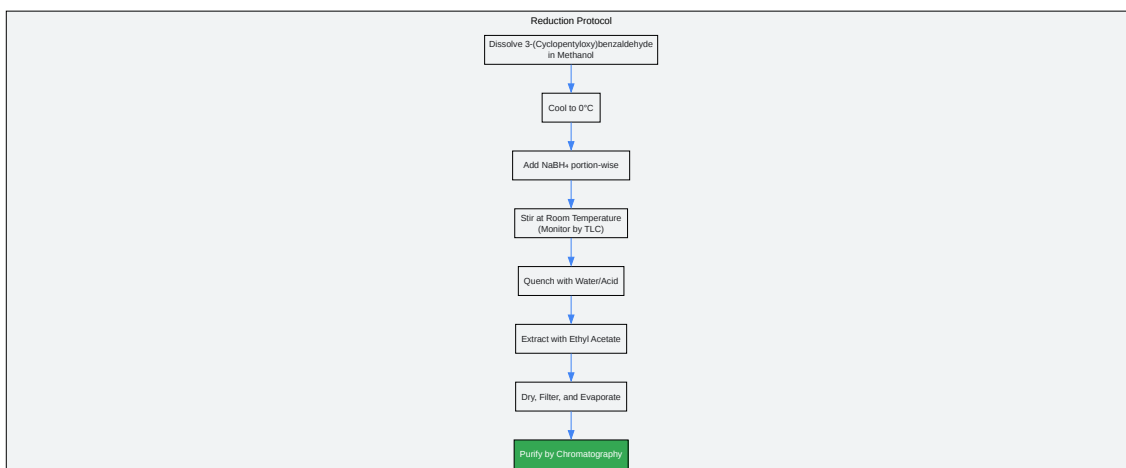 Reduction Protocol
Dissolve 3-(Cyclopentyloxy)benzaldehyde
in Methanol
Cool to 0°C
Add NaBH₄ portion-wise
Stir at Room Temperature
(Monitor by TLC)
Quench with Water/Acid
Extract with Ethyl Acetate
Dry, Filter, and Evaporate
Purify by Chromatography